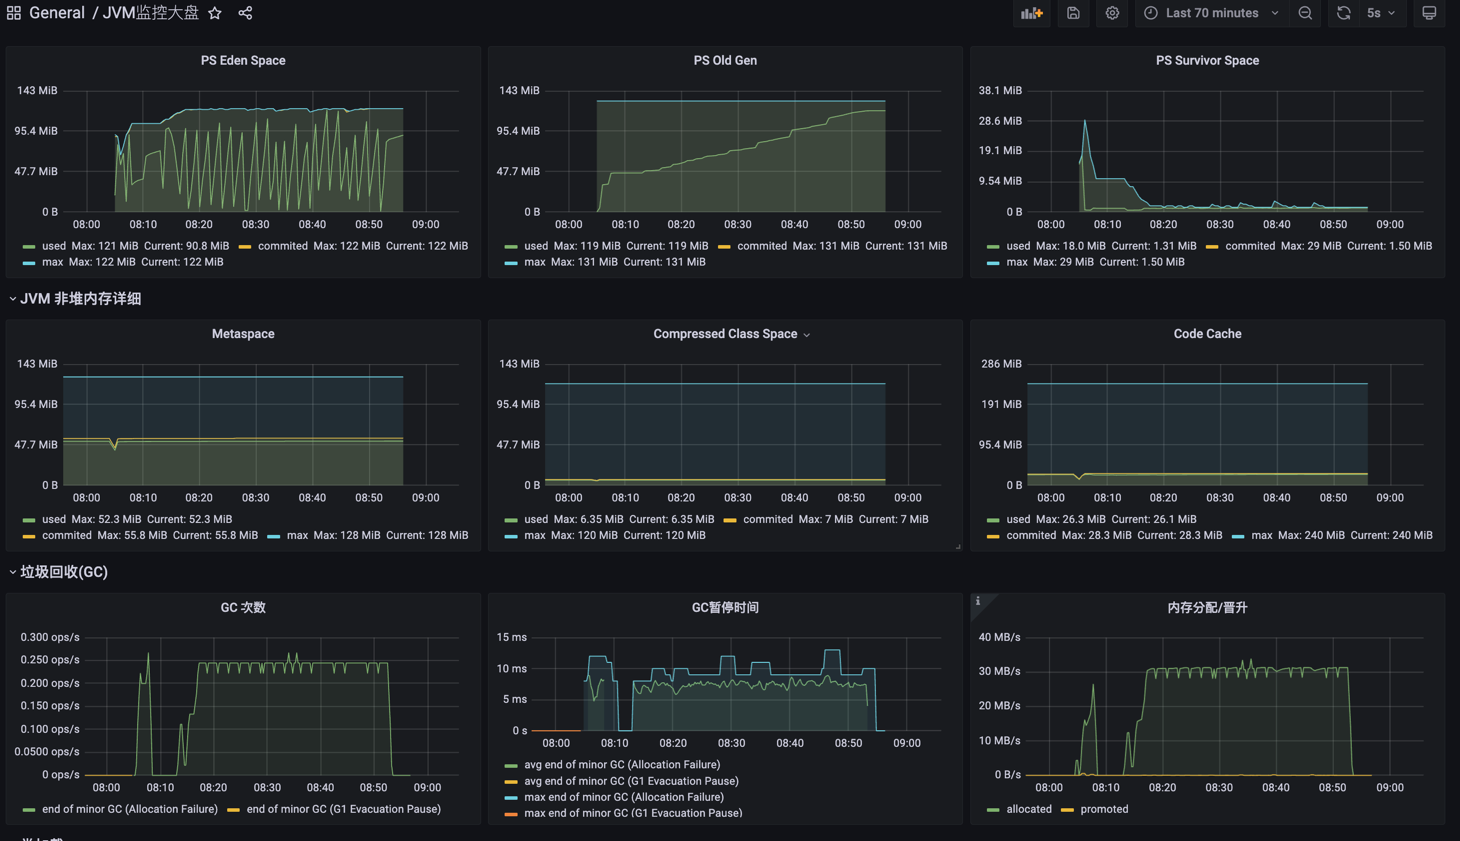 General / JVM监控大盘
Last 70 minutes
5s
PS Eden Space
143 MiB
95.4 MiB
47.7 MiB
0 B
08:00 08:10 08:20 08:30 08:40 08:50 09:00
used Max: 121 MiB Current: 90.8 MiB commited Max: 122 MiB Current: 122 MiB
max Max: 122 MiB Current: 122 MiB
PS Old Gen
143 MiB
95.4 MiB
47.7 MiB
0 B
08:00 08:10 08:20 08:30 08:40 08:50 09:00
used Max: 119 MiB Current: 119 MiB commited Max: 131 MiB Current: 131 MiB
max Max: 131 MiB Current: 131 MiB
PS Survivor Space
38.1 MiB
28.6 MiB
19.1 MiB
9.54 MiB
0 B
08:00 08:10 08:20 08:30 08:40 08:50 09:00
used Max: 18.0 MiB Current: 1.31 MiB commited Max: 29 MiB Current: 1.50 MiB
max Max: 29 MiB Current: 1.50 MiB
JVM 非堆内存详细
Metaspace
143 MiB
95.4 MiB
47.7 MiB
0 B
08:00 08:10 08:20 08:30 08:40 08:50 09:00
used Max: 52.3 MiB Current: 52.3 MiB
commited Max: 55.8 MiB Current: 55.8 MiB max Max: 128 MiB Current: 128 MiB
Compressed Class Space
143 MiB
95.4 MiB
47.7 MiB
0 B
08:00 08:10 08:20 08:30 08:40 08:50 09:00
used Max: 6.35 MiB Current: 6.35 MiB commited Max: 7 MiB Current: 7 MiB
max Max: 120 MiB Current: 120 MiB
Code Cache
286 MiB
191 MiB
95.4 MiB
0 B
08:00 08:10 08:20 08:30 08:40 08:50 09:00
used Max: 26.3 MiB Current: 26.1 MiB
commited Max: 28.3 MiB Current: 28.3 MiB max Max: 240 MiB Current: 240 MiB
垃圾回收(GC)
GC 次数
0.300 ops/s
0.250 ops/s
0.200 ops/s
0.150 ops/s
0.100 ops/s
0.0500 ops/s
0 ops/s
08:00 08:10 08:20 08:30 08:40 08:50 09:00
end of minor GC (Allocation Failure) end of minor GC (G1 Evacuation Pause)
GC暂停时间
15 ms
10 ms
5 ms
0 s
08:00 08:10 08:20 08:30 08:40 08:50 09:00
avg end of minor GC (Allocation Failure)
avg end of minor GC (G1 Evacuation Pause)
max end of minor GC (Allocation Failure)
max end of minor GC (G1 Evacuation Pause)
i
内存分配/晋升
40 MB/s
30 MB/s
20 MB/s
10 MB/s
0 B/s
08:00 08:10 08:20 08:30 08:40 08:50 09:00
allocated promoted